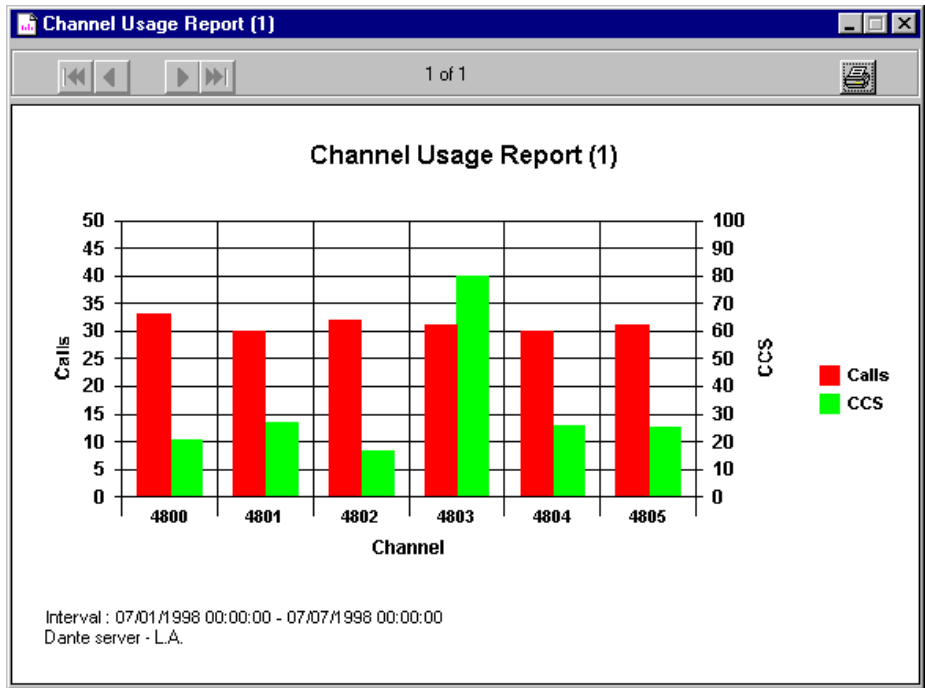 Channel Usage Report (1)
1 of 1
Channel Usage Report (1)
50
45
40
35
30
25
20
15
10
5
0
Calls
100
90
80
70
60
50
40
30
20
10
0
CCS
Calls
CCS
4800 4801 4802 4803 4804 4805
Channel
Interval : 07/01/1998 00:00:00 - 07/07/1998 00:00:00
Dante server - L.A.